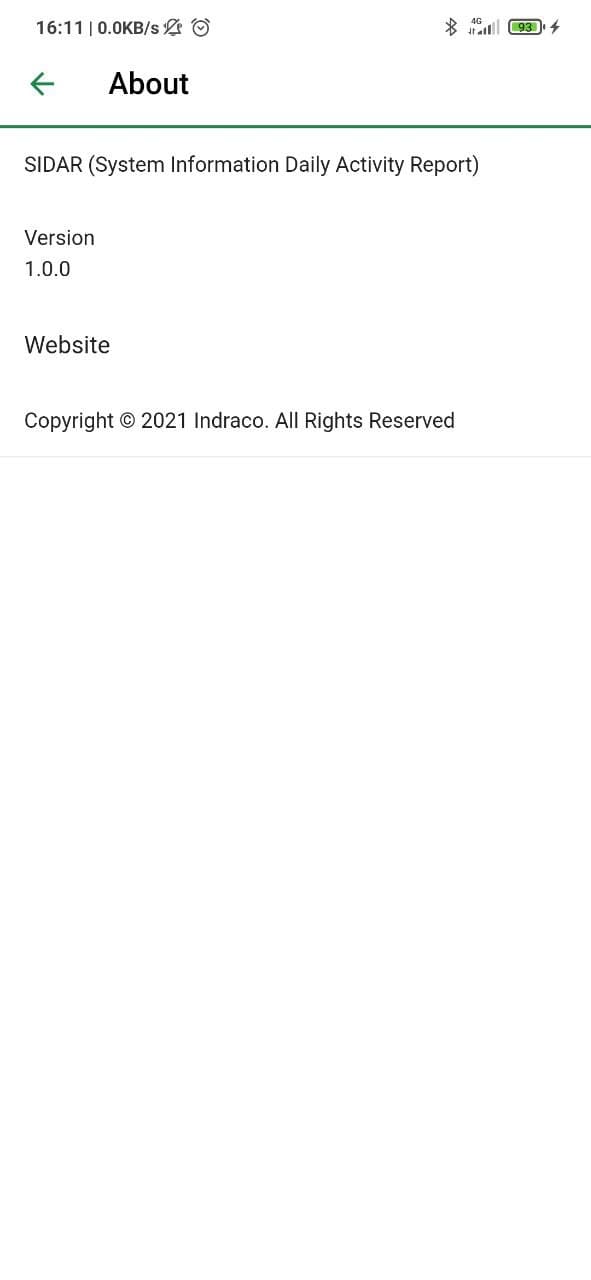 16:11 | 0.0KB/s
4G
93
About
SIDAR (System Information Daily Activity Report)
Version
1.0.0
Website
Copyright © 2021 Indraco. All Rights Reserved